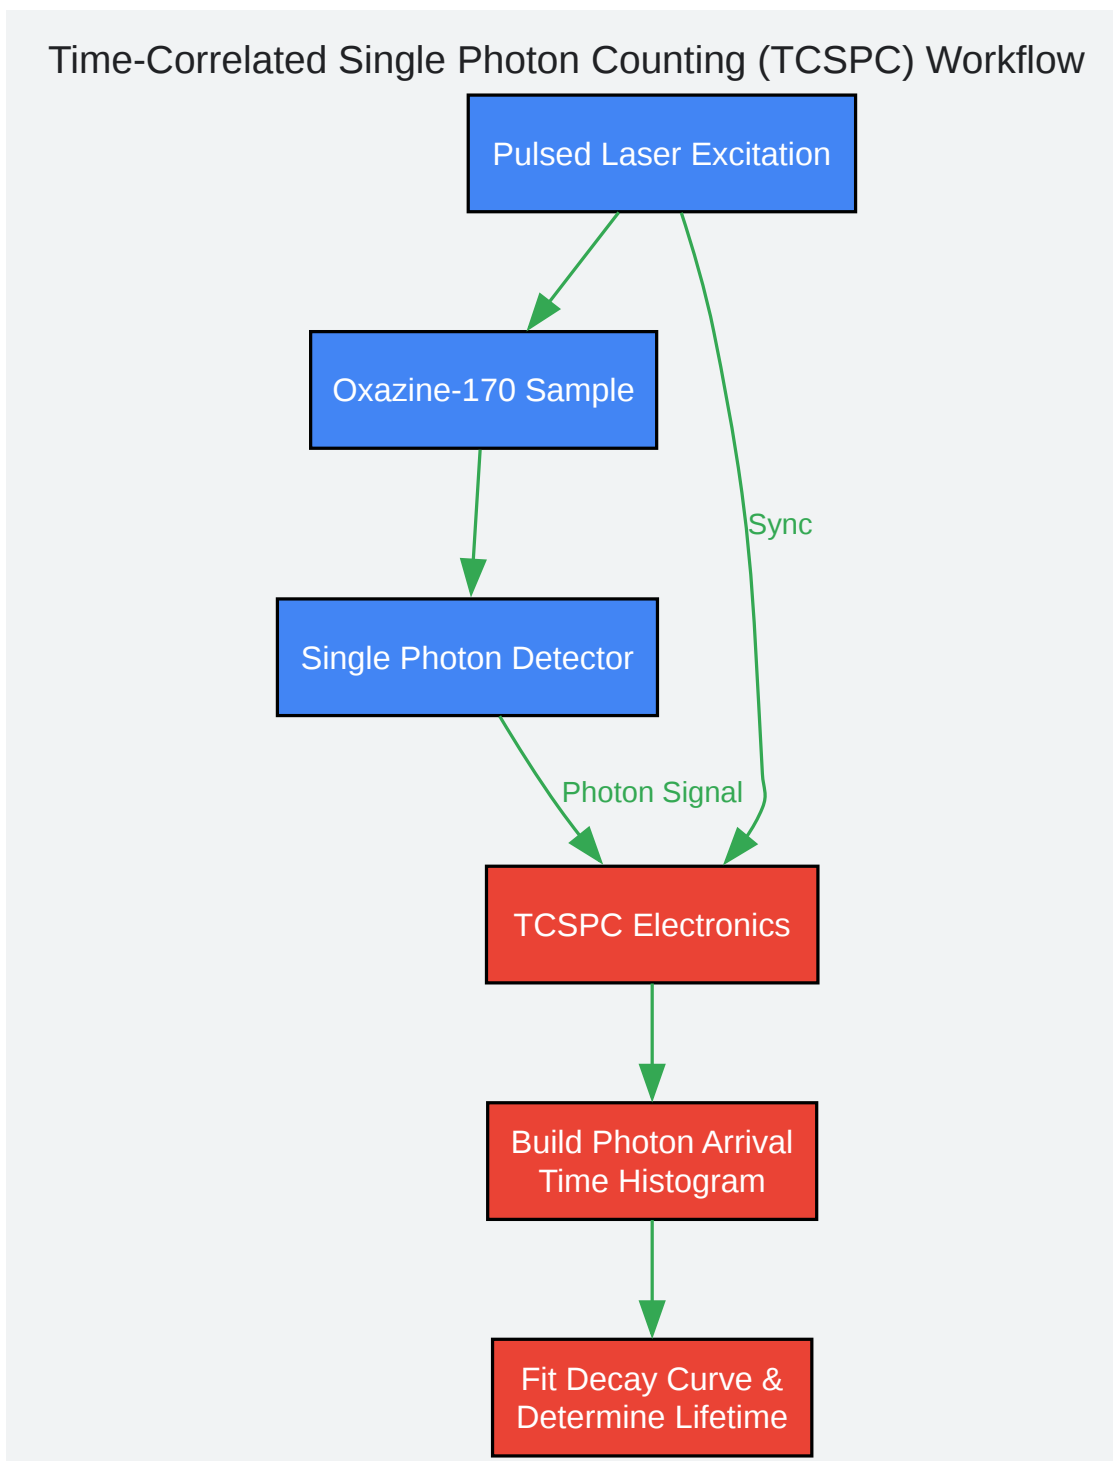 Time-Correlated Single Photon Counting (TCSPC) Workflow
Pulsed Laser Excitation
Oxazine-170 Sample
Sync
Single Photon Detector
Photon Signal
TCSPC Electronics
Build Photon Arrival
Time Histogram
Fit Decay Curve &
Determine Lifetime